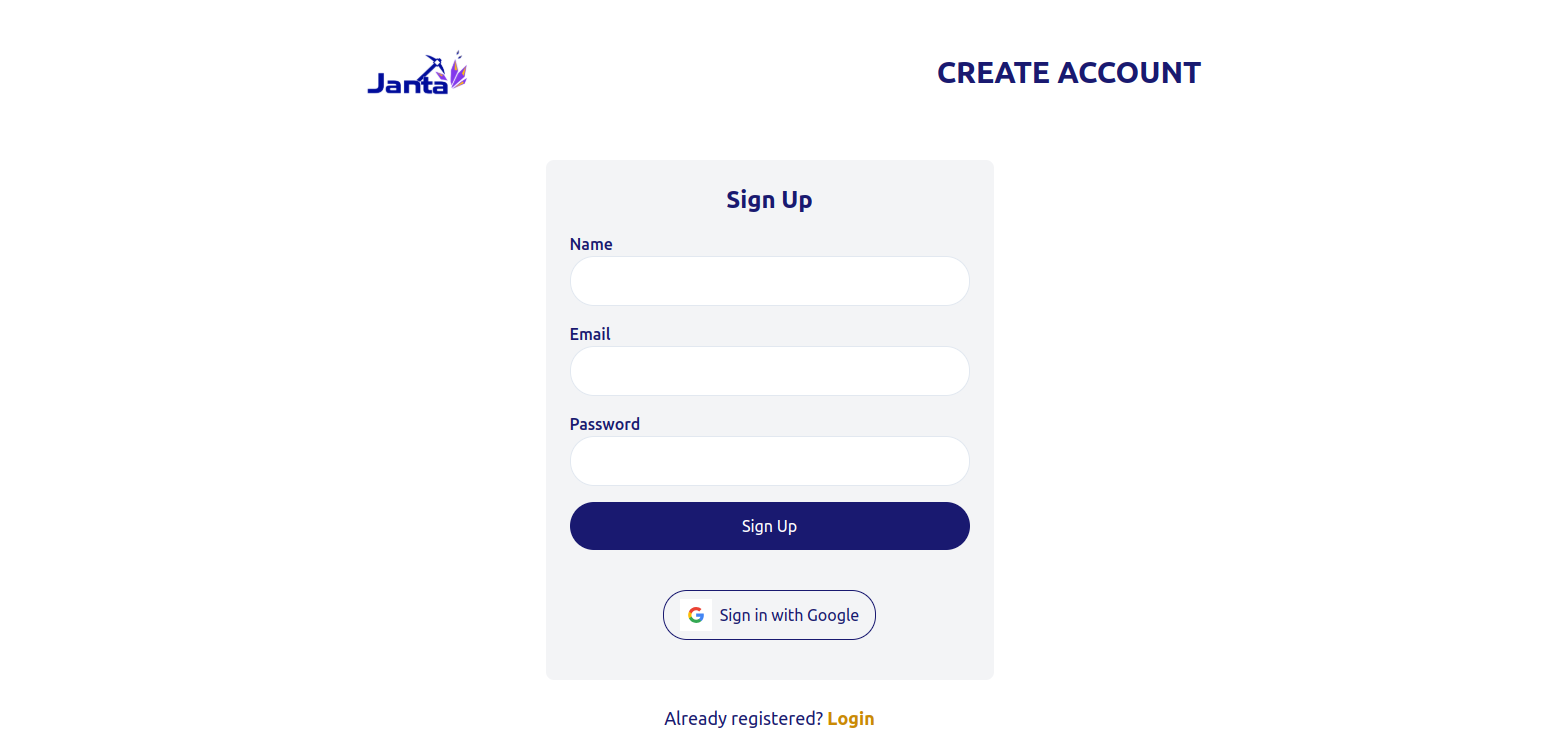 Janta
CREATE ACCOUNT
Sign Up
Name
Email
Password
Sign Up
Sign in with Google
Already registered? Login